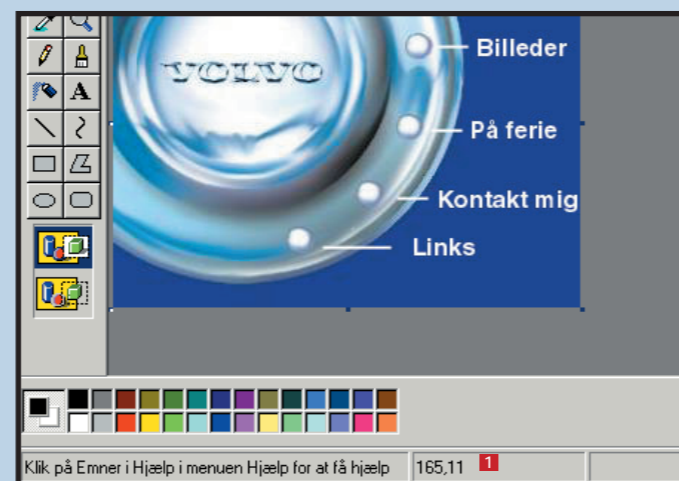 Billeder
VOLVO
A
På ferie
Kontakt mig
Links
Klik på Emner i Hjælp i menuen Hjælp for at få hjælp
165,11
1